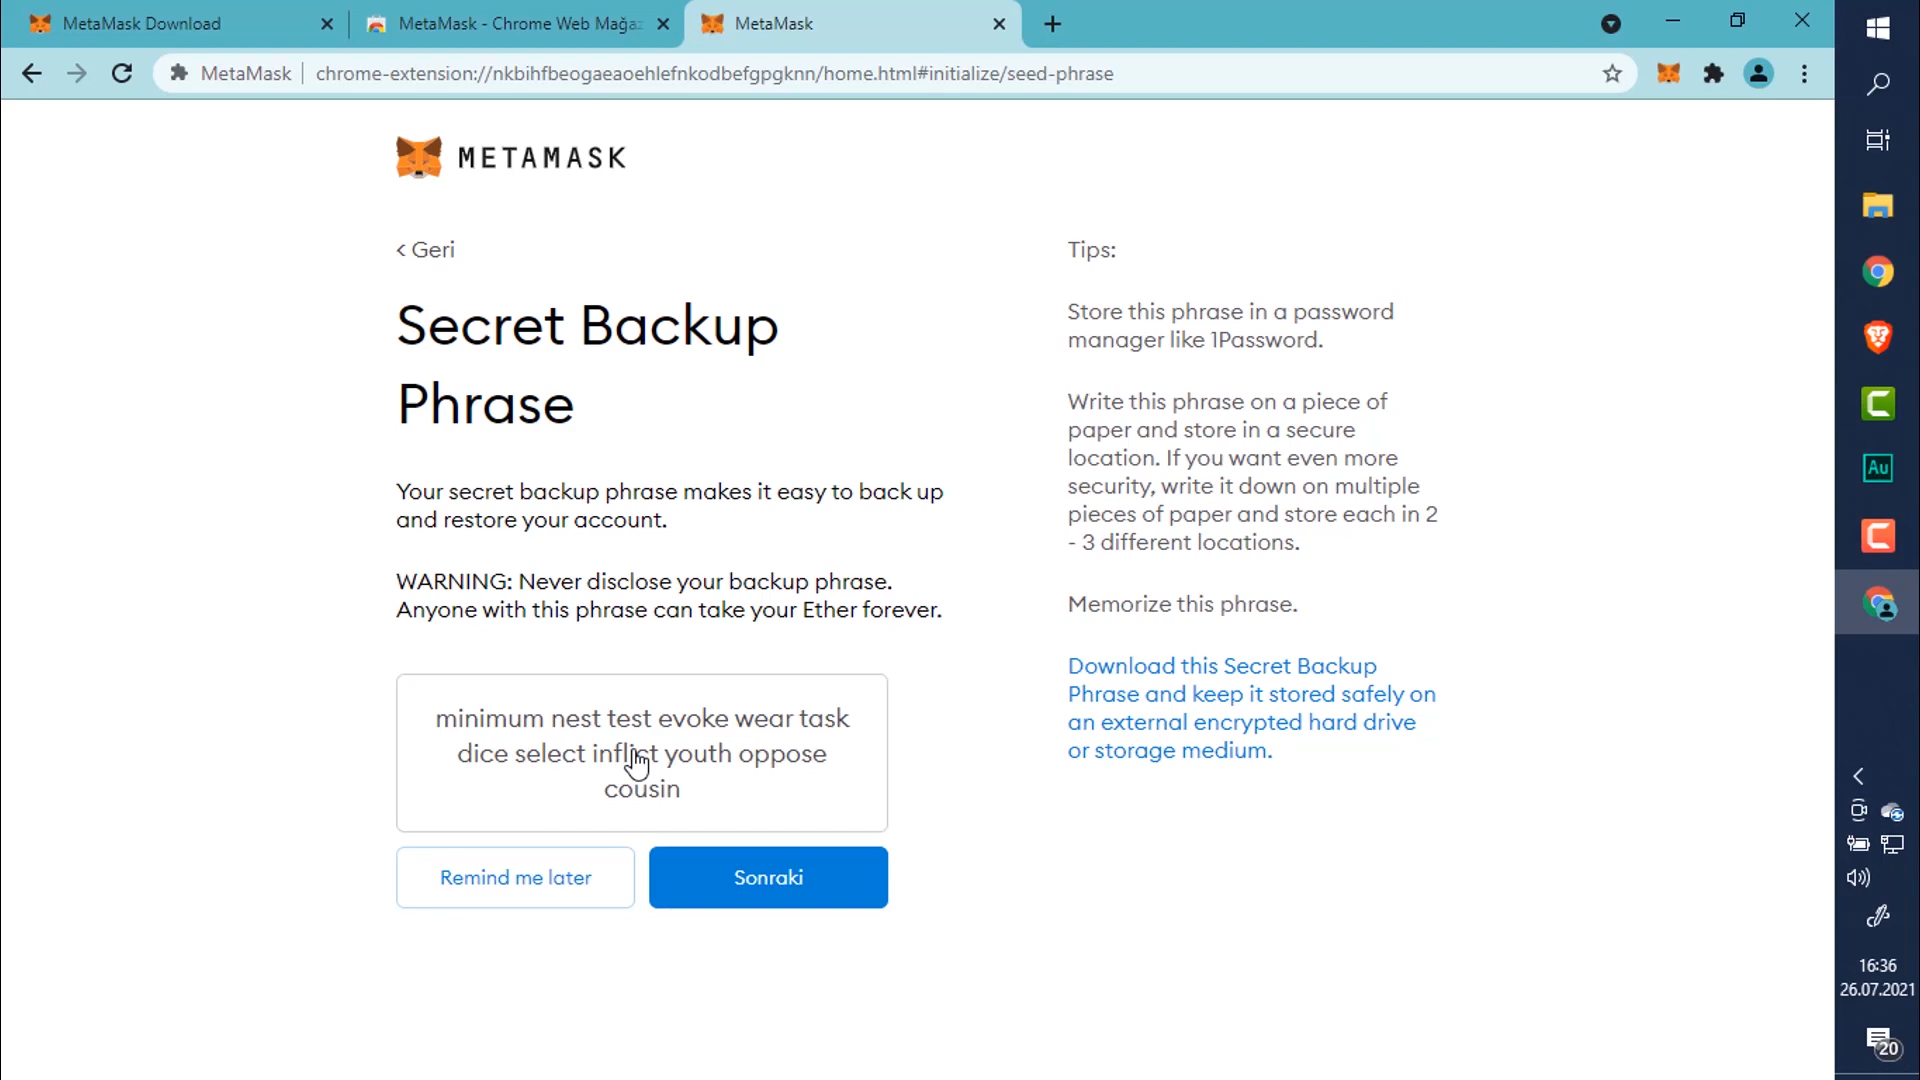 MetaMask Download
MetaMask - Chrome Web Mağaz
MetaMask
MetaMask
chrome-extension://nkbihfbeogaeaoehlefnkodbefgpgknn/home.html#initialize/seed-phrase
METAMASK
< Geri
Secret Backup
Phrase
Your secret backup phrase makes it easy to back up
and restore your account.
WARNING: Never disclose your backup phrase.
Anyone with this phrase can take your Ether forever.
minimum nest test evoke wear task
dice select inflict youth oppose
cousin
Remind me later
Sonraki
Tips:
Store this phrase in a password
manager like 1Password.
Write this phrase on a piece of
paper and store in a secure
location. If you want even more
security, write it down on multiple
pieces of paper and store each in 2
- 3 different locations.
Memorize this phrase.
Download this Secret Backup
Phrase and keep it stored safely on
an external encrypted hard drive
or storage medium.
Au
16:36
26.07.2021
20